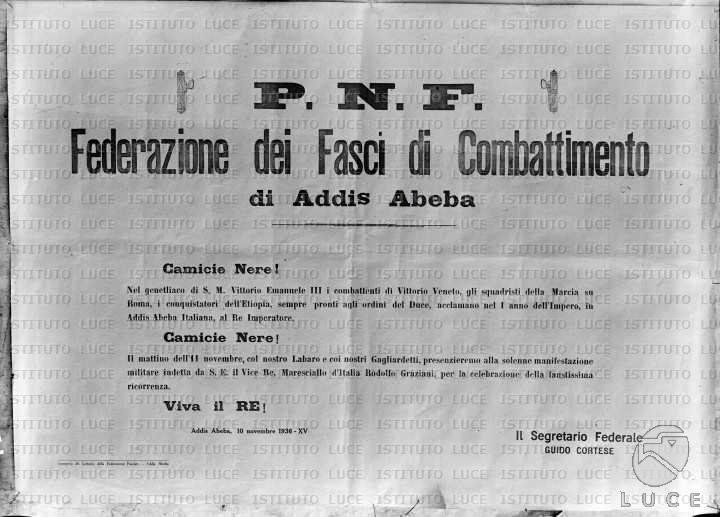 P. N. F.
Federazione dei Fasci di Combattimento
di Addis Abeba
Camicie Nere!
Nel genetliaco di S. M. Vittorio Emanuele III i combattenti di Vittorio Veneto, gli squadristi della Marcia su
Roma, i conquistatori dell'Etiopia, sempre pronti agli ordini del Duce, acclamano nel I anno dell'Impero, in
Addis Abeba Italiana, al Re Imperatore.
Camicie Nere!
Il mattino dell'11 novembre, col nostro Labaro e coi nostri Gagliardetti, presenzieremo alla solenne manifestazione
militare indetta da S. E. il Vice Re, Maresciallo d'Italia Rodolfo Graziani, per la celebrazione della faustissima
ricorrenza.
Viva il RE!
Addis Abeba, 10 novembre 1936 - XV
Il Segretario Federale
GUIDO CORTESE
ISTITUTO LUCE
LUCE